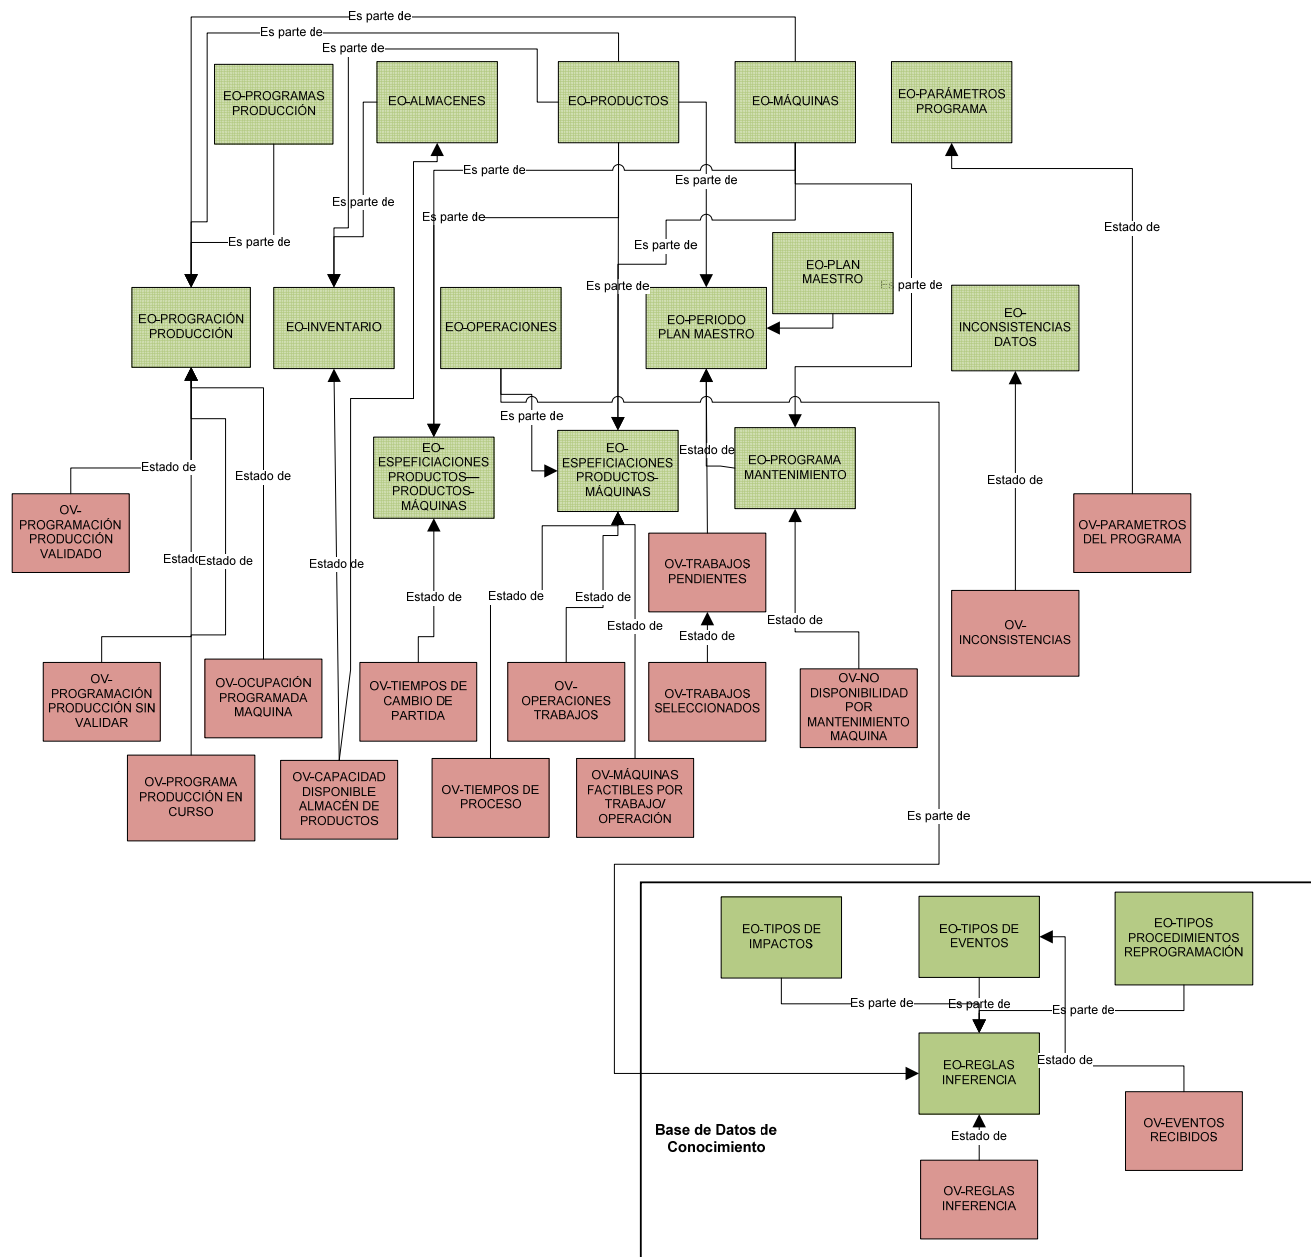 Es parte de
Es parte de
Es parte de
EO-PROGRAMAS
PRODUCCIÓN
EO-ALMACENES
EO-PRODUCTOS
EO-MÁQUINAS
EO-PARÁMETROS
PROGRAMA
Es parte de
Es parte de
Es parte de
Es parte de
Estado de
Es parte de
Es parte de
EO-PLAN
MAESTRO
Es parte de
Es parte de
EO-PROGRACIÓN
PRODUCCIÓN
EO-INVENTARIO
EO-OPERACIONES
EO-PERIODO
PLAN MAESTRO
EO-
INCONSISTENCIAS
DATOS
Es parte de
EO-
ESPEFICIACIONES
PRODUCTOS—
PRODUCTOS-
MÁQUINAS
EO-
ESPEFICIACIONES
PRODUCTOS-
MÁQUINAS
Estado de
EO-PROGRAMA
MANTENIMIENTO
Estado de
Estado de
OV-
PROGRAMACIÓN
PRODUCCIÓN
VALIDADO
OV-PARAMETROS
DEL PROGRAMA
Estado de
Estado de
Estado de
OV-TRABAJOS
PENDIENTES
Estado de
Estado de
Estado de
Estado de
Estado de
Estado de
OV-
INCONSISTENCIAS
OV-
PROGRAMACIÓN
PRODUCCIÓN SIN
VALIDAR
OV-OCUPACIÓN
PROGRAMADA
MAQUINA
OV-TIEMPOS DE
CAMBIO DE
PARTIDA
OV-
OPERACIONES
TRABAJOS
OV-TRABAJOS
SELECCIONADOS
OV-NO
DISPONIBILIDAD
POR
MANTENIMIENTO
MAQUINA
OV-PROGRAMA
PRODUCCIÓN EN
CURSO
OV-CAPACIDAD
DISPONIBLE
ALMACÉN DE
PRODUCTOS
OV-TIEMPOS DE
PROCESO
OV-MÁQUINAS
FACTIBLES POR
TRABAJO/
OPERACIÓN
Es parte de
EO-TIPOS DE
IMPACTOS
EO-TIPOS DE
EVENTOS
EO-TIPOS
PROCEDIMIENTOS
REPROGRAMACIÓN
Es parte de
Es parte de
Es parte de
EO-REGLAS
INFERENCIA
Estado de
Base de Datos de
Conocimiento
Estado de
OV-EVENTOS
RECIBIDOS
OV-REGLAS
INFERENCIA